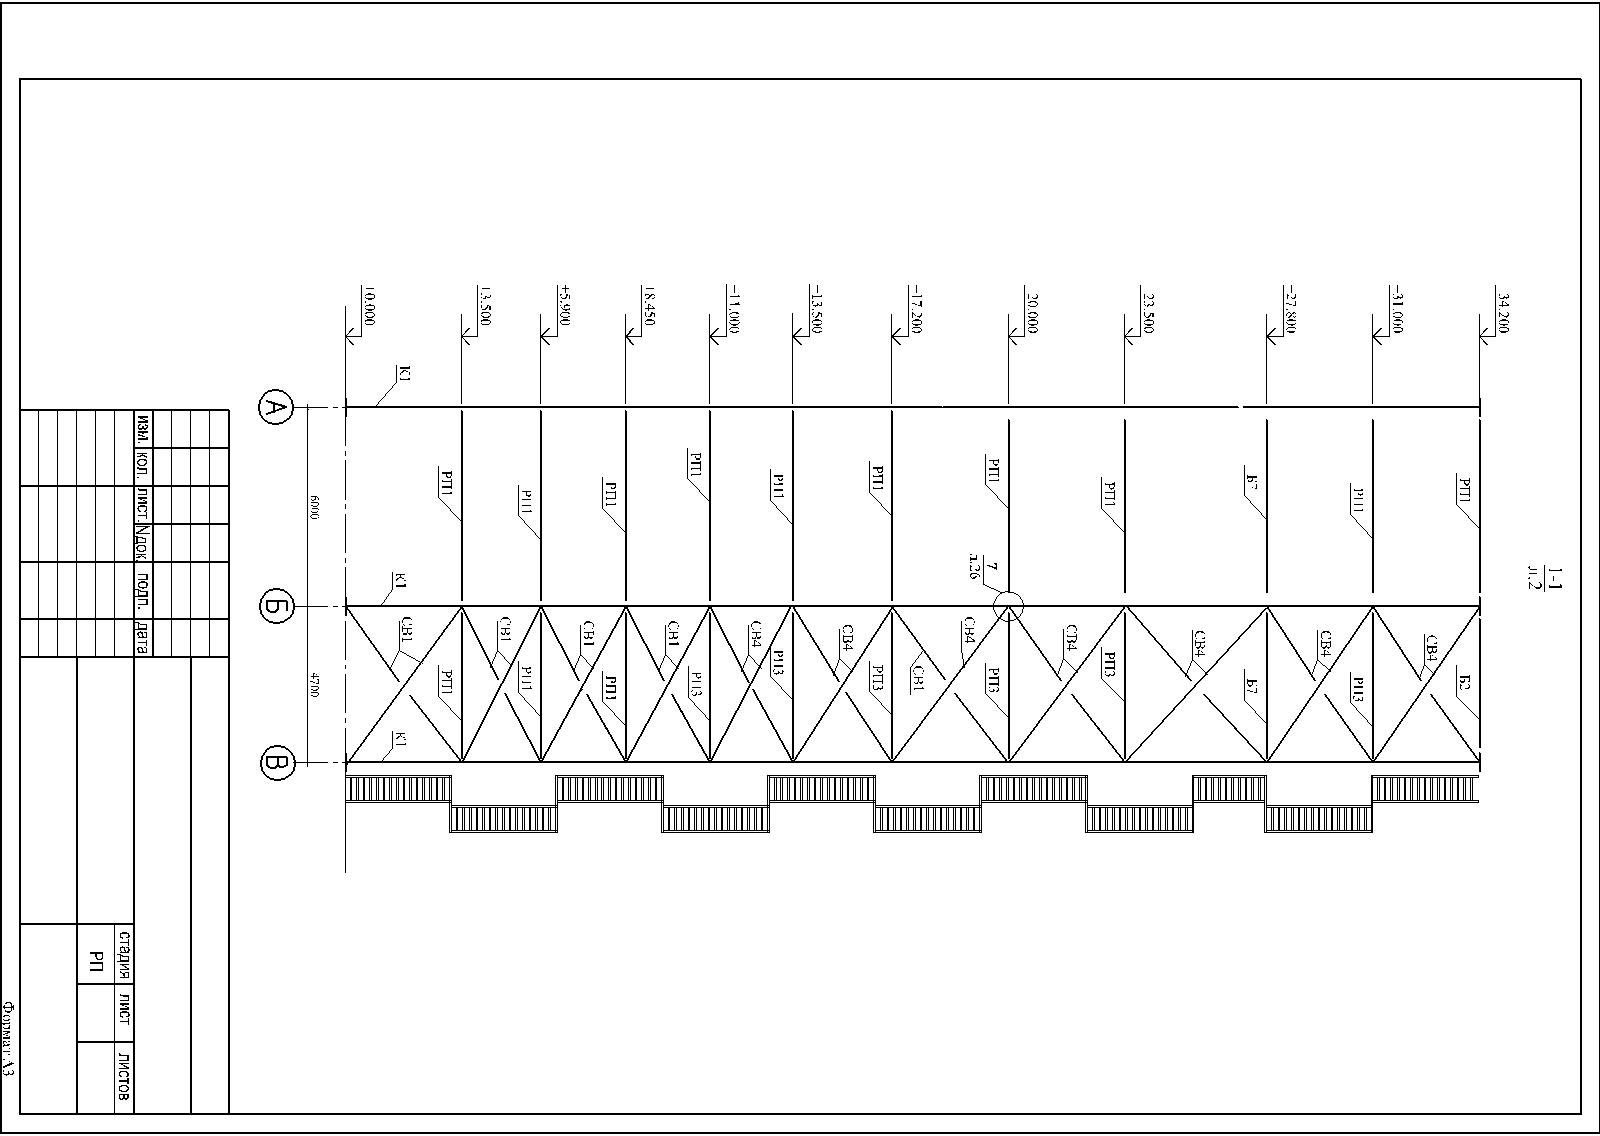 1-1
л.2
34.200
РП1
Б2
СВ4
+31.000
РП1
РП3
СВ4
+27.800
Б7
Б7
СВ4
23.500
РП1
РП3
СВ4
20.000
РП1
7
л.26
РП3
СВ4
СВ1
+17.200
РП1
РП3
СВ4
+13.500
РП1
РП3
СВ4
+11.000
РП1
РП3
СВ1
+8.450
РП1
РП1
СВ1
+5.900
РП1
РП1
СВ1
+3.500
РП1
РП1
К1
К1
СВ1
К1
±0.000
6000
4700
А
Б
В
изм.
кол.
лист.
Nдок.
подп.
дата
стадия
лист
листов
РП
Формат А3